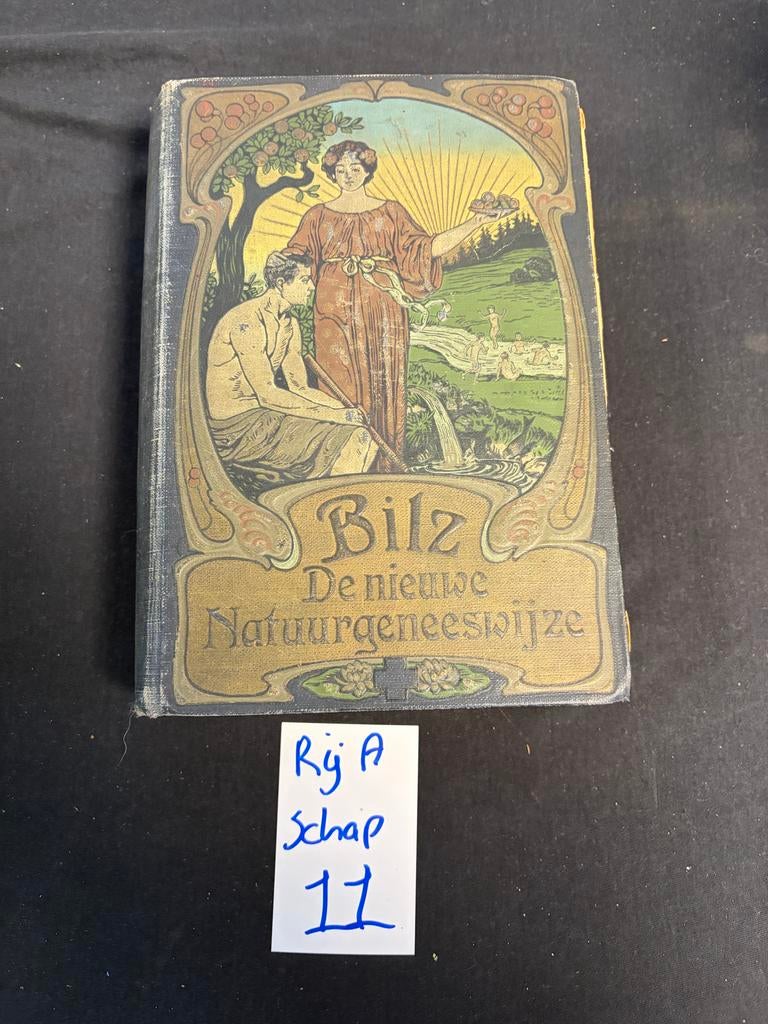 Bilz
De nieuwe
Natuurgeneeswijze
Rij A
Schap
11